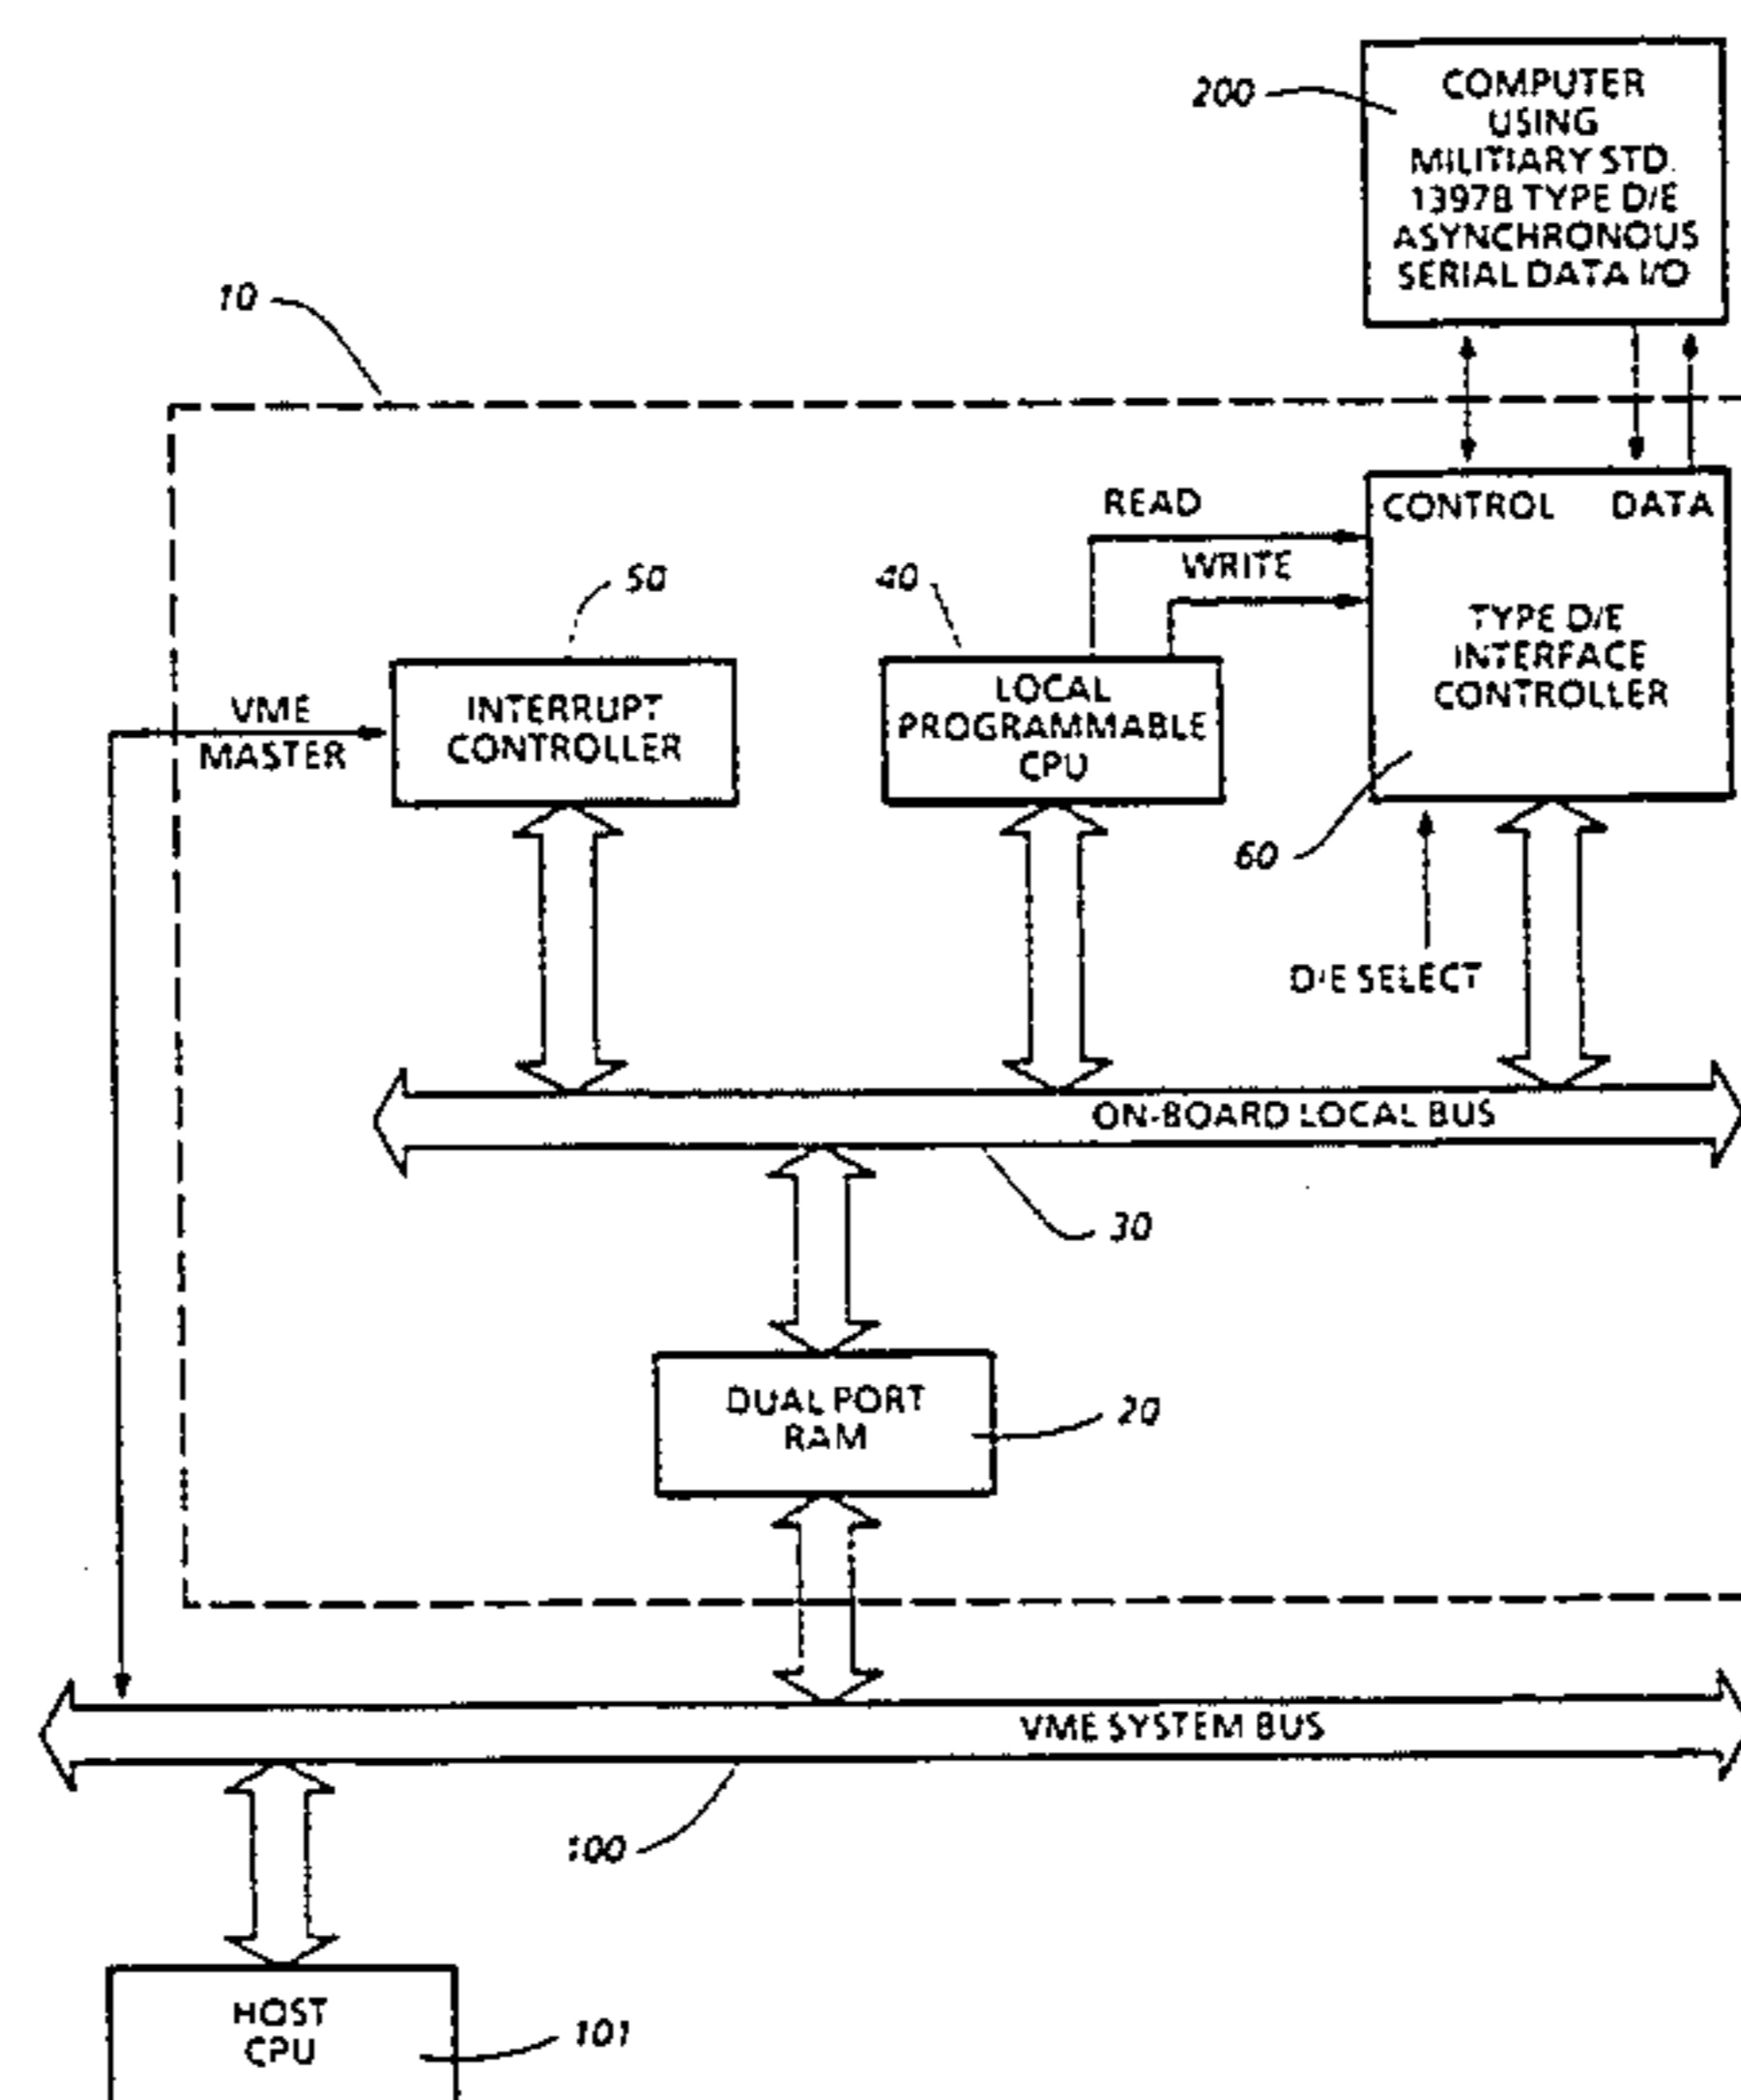 200
COMPUTER
USING
MILITIARY STD.
1397B TYPE D/E
ASYNCHRONOUS
SERIAL DATA I/O
10
CONTROL DATA
READ
WRITE
50
40
TYPE D/E
INTERFACE
CONTROLLER
VME
MASTER
INTERRUPT
CONTROLLER
LOCAL
PROGRAMMABLE
CPU
60
D/E SELECT
ON-BOARD LOCAL BUS
30
DUAL PORT
RAM
20
VME SYSTEM BUS
100
HOST
CPU
101